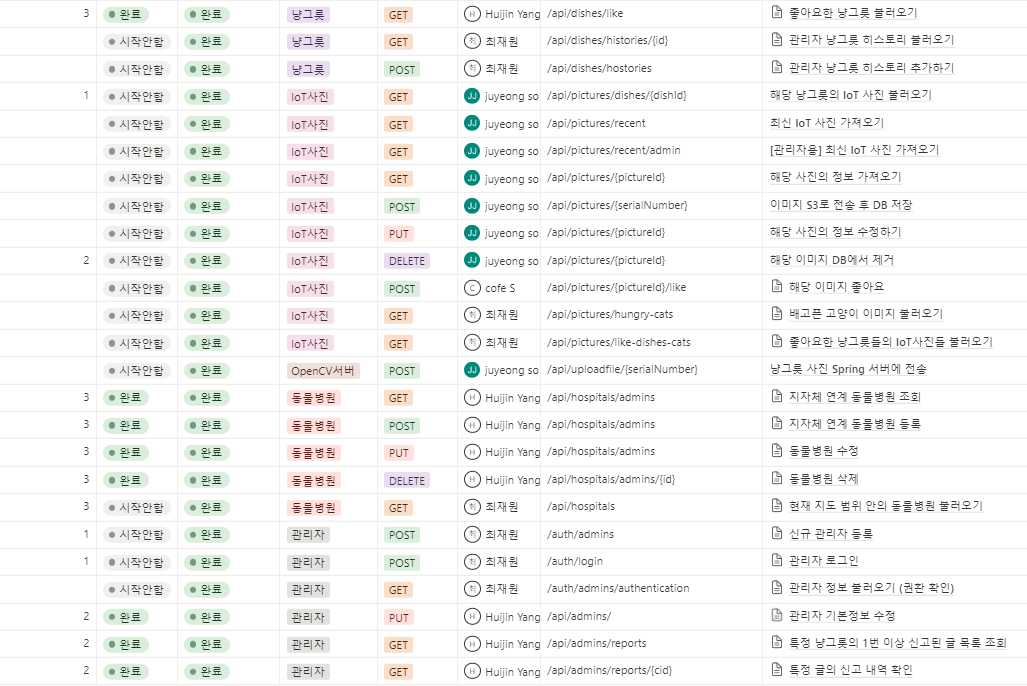 3 완료 완료 냥그릇 GET H Huijin Yang /api/dishes/like 좋아요한 냥그릇 불러오기
시작안함 완료 냥그릇 GET 최 최재원 /api/dishes/histories/{id} 관리자 냥그릇 히스토리 불러오기
시작안함 완료 냥그릇 POST 최 최재원 /api/dishes/hostories 관리자 냥그릇 히스토리 추가하기
1 시작안함 완료 IoT사진 GET JJ juyeong so /api/pictures/dishes/{dishId} 해당 냥그릇의 IoT 사진 불러오기
시작안함 완료 IoT사진 GET JJ juyeong so /api/pictures/recent 최신 IoT 사진 가져오기
시작안함 완료 IoT사진 GET JJ juyeong so /api/pictures/recent/admin [관리자용] 최신 IoT 사진 가져오기
시작안함 완료 IoT사진 GET JJ juyeong so /api/pictures/{pictureId} 해당 사진의 정보 가져오기
시작안함 완료 IoT사진 POST JJ juyeong so /api/pictures/{serialNumber} 이미지 S3로 전송 후 DB 저장
시작안함 완료 IoT사진 PUT JJ juyeong so /api/pictures/{pictureId} 해당 사진의 정보 수정하기
2 시작안함 완료 IoT사진 DELETE JJ juyeong so /api/pictures/{pictureId} 해당 이미지 DB에서 제거
시작안함 완료 IoT사진 POST C cofe S /api/pictures/{pictureId}/like 해당 이미지 좋아요
시작안함 완료 IoT사진 GET 최 최재원 /api/pictures/hungry-cats 배고픈 고양이 이미지 불러오기
시작안함 완료 IoT사진 GET 최 최재원 /api/pictures/like-dishes-cats 좋아요한 냥그릇들의 IoT사진들 불러오기
시작안함 완료 OpenCV서버 POST JJ juyeong so /api/uploadfile/{serialNumber} 냥그릇 사진 Spring 서버에 전송
3 완료 완료 동물병원 GET H Huijin Yang /api/hospitals/admins 지자체 연계 동물병원 조회
3 완료 완료 동물병원 POST H Huijin Yang /api/hospitals/admins 지자체 연계 동물병원 등록
3 완료 완료 동물병원 PUT H Huijin Yang /api/hospitals/admins 동물병원 수정
3 완료 완료 동물병원 DELETE H Huijin Yang /api/hospitals/admins/{id} 동물병원 삭제
3 시작안함 완료 동물병원 GET 최 최재원 /api/hospitals 현재 지도 범위 안의 동물병원 불러오기
1 시작안함 완료 관리자 POST 최 최재원 /auth/admins 신규 관리자 등록
1 시작안함 완료 관리자 POST 최 최재원 /auth/login 관리자 로그인
시작안함 완료 관리자 GET 최 최재원 /auth/admins/authentication 관리자 정보 불러오기 (권환 확인)
2 완료 완료 관리자 PUT H Huijin Yang /api/admins/ 관리자 기본정보 수정
2 완료 완료 관리자 GET H Huijin Yang /api/admins/reports 특정 냥그릇의 1번 이상 신고된 글 목록 조회
2 완료 완료 관리자 GET H Huijin Yang /api/admins/reports/{cid} 특정 글의 신고 내역 확인